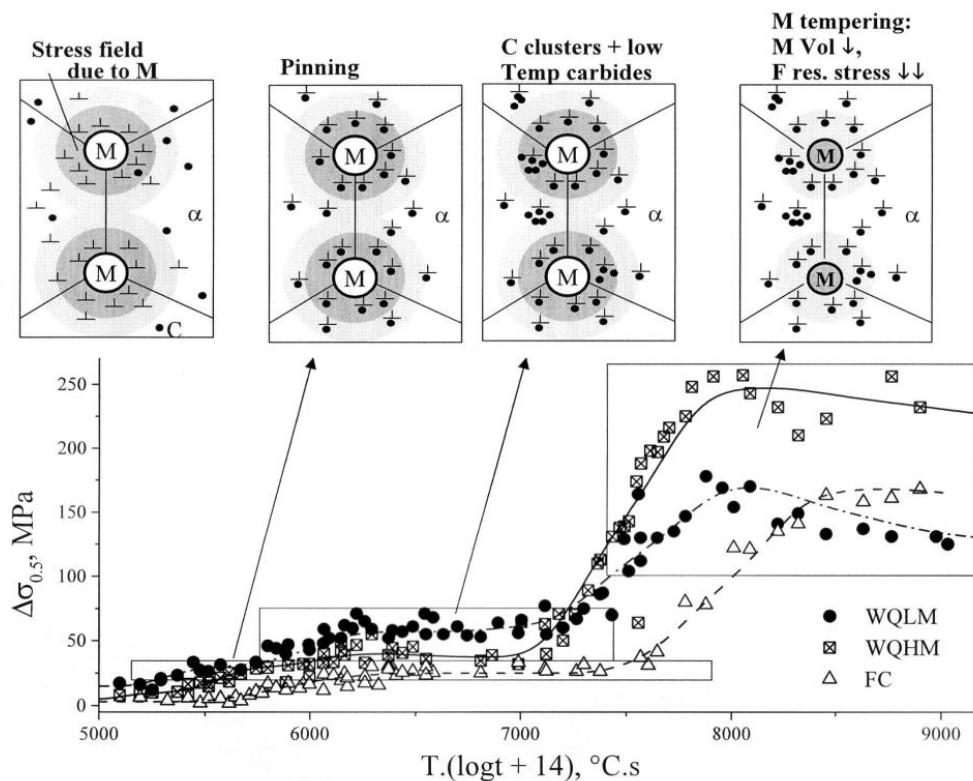 Stress field
due to M
Pinning
C clusters + low
Temp carbides
M tempering:
M Vol ↓,
F res. stress ↓↓
M
M
C
M
M
α
M
M
α
M
M
α
M
M
α
250
200
150
100
50
0
Δσ0.5, MPa
WQLM
WQHM
FC
5000 6000 7000 8000 9000
T.(logt + 14), °C.s